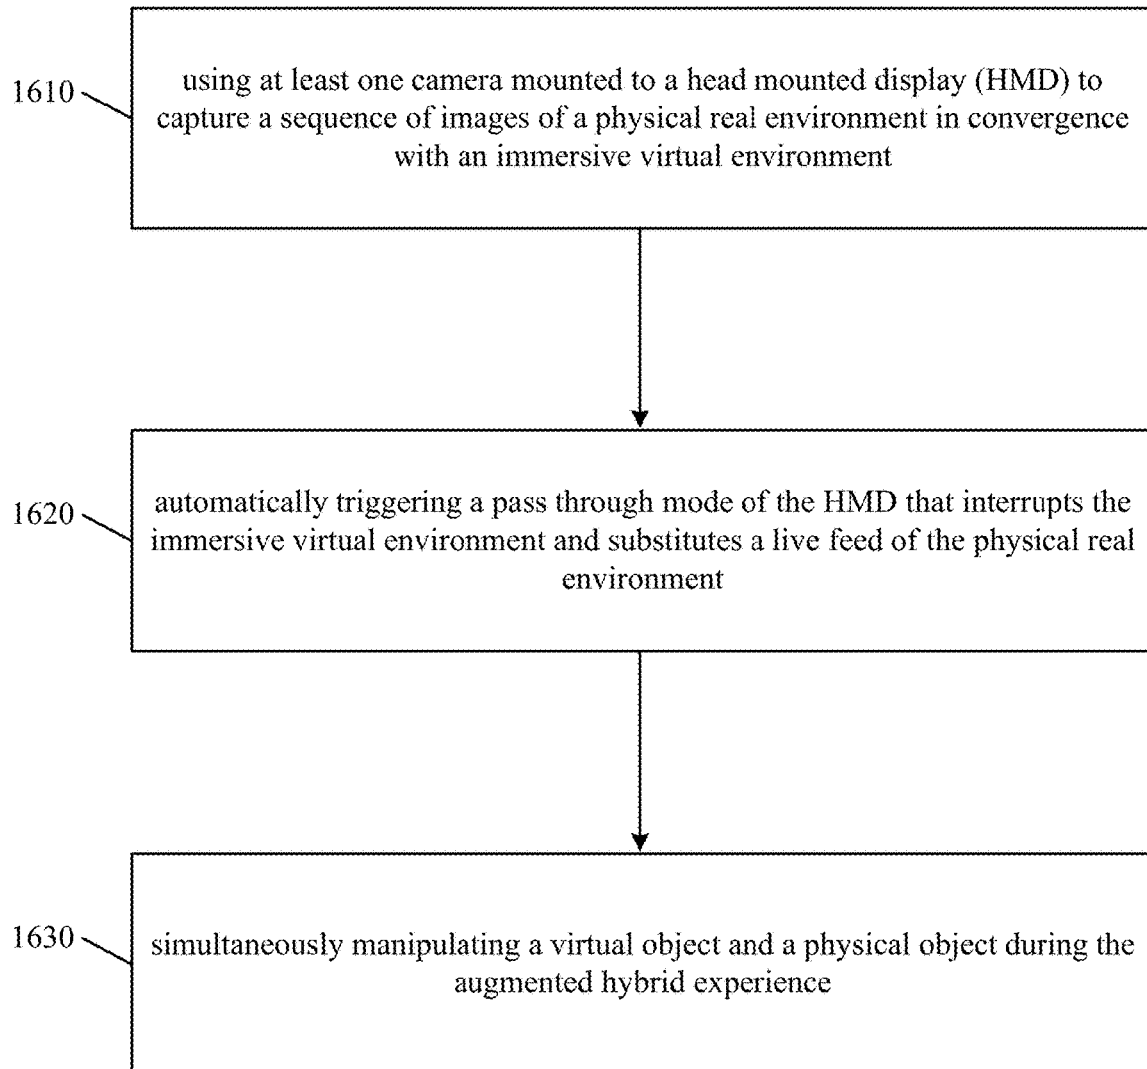 1610
using at least one camera mounted to a head mounted display (HMD) to
capture a sequence of images of a physical real environment in convergence
with an immersive virtual environment
1620
automatically triggering a pass through mode of the HMD that interrupts the
immersive virtual environment and substitutes a live feed of the physical real
environment
1630
simultaneously manipulating a virtual object and a physical object during the
augmented hybrid experience